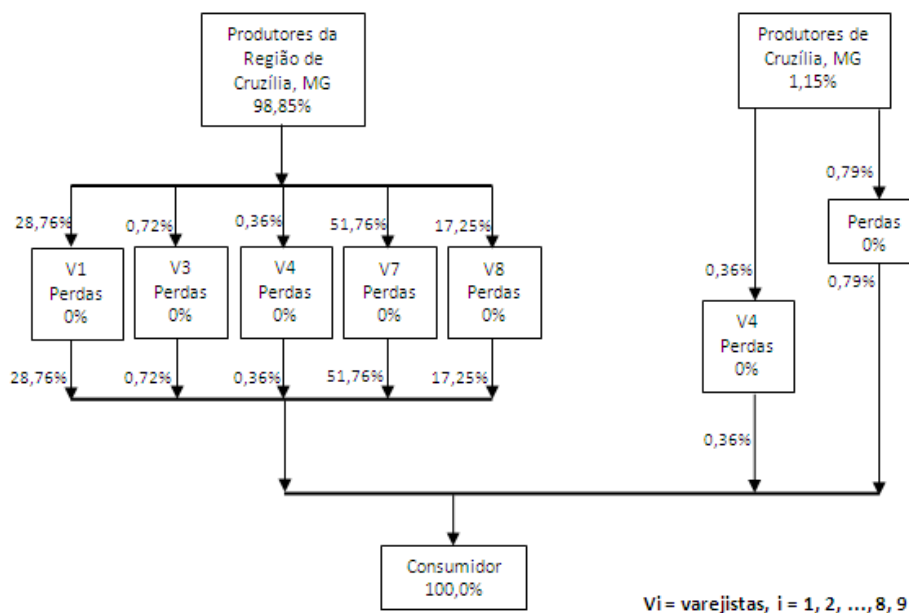 Produtores da
Região de
Cruzília, MG
98,85%
Produtores de
Cruzília, MG
1,15%
28,76%
0,72%
0,36%
51,76%
17,25%
0,79%
V1
Perdas
0%
V3
Perdas
0%
V4
Perdas
0%
V7
Perdas
0%
V8
Perdas
0%
Perdas
0%
0,36%
0,79%
V4
Perdas
0%
28,76%
0,72%
0,36%
51,76%
17,25%
0,36%
Consumidor
100,0%
Vi = varejistas, i = 1, 2, ..., 8, 9